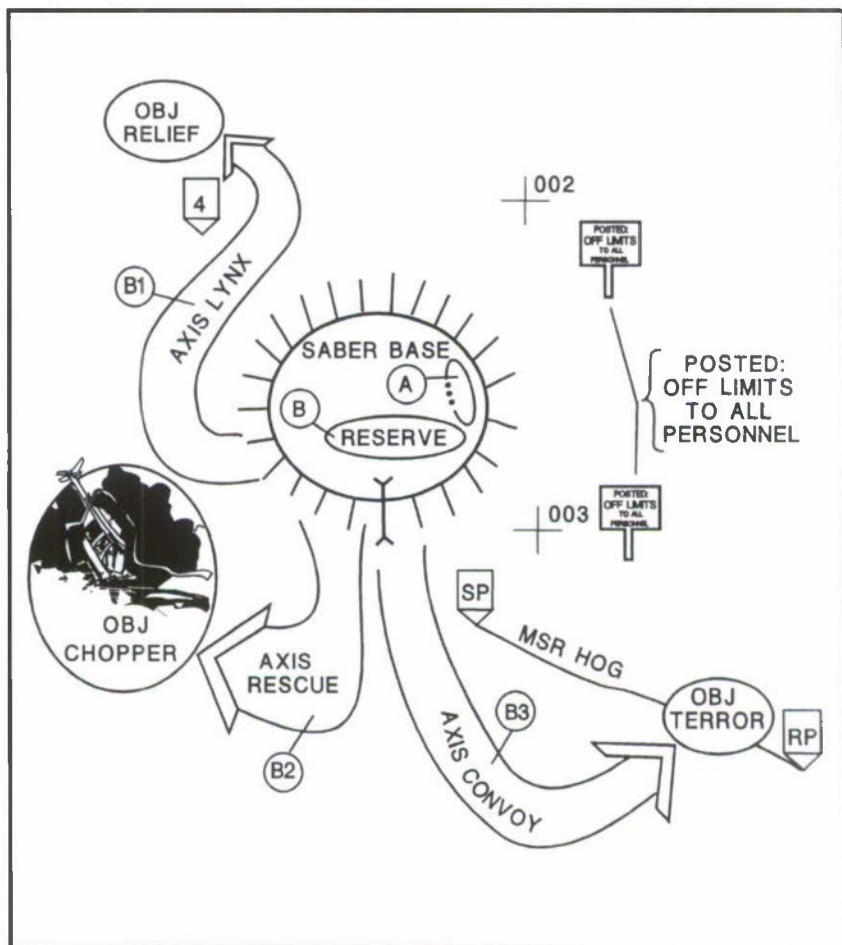 OBJ
RELIEF
4
002
POSTED:
OFF LIMITS
TO ALL
PERSONNEL
B1
AXIS LYNX
SABER BASE
A
B
RESERVE
POSTED:
OFF LIMITS
TO ALL
PERSONNEL
003
POSTED:
OFF LIMITS
TO ALL
PERSONNEL
OBJ
CHOPPER
AXIS
RESCUE
B2
SP
MSR HOG
OBJ
TERROR
RP
B3
AXIS CONVOY